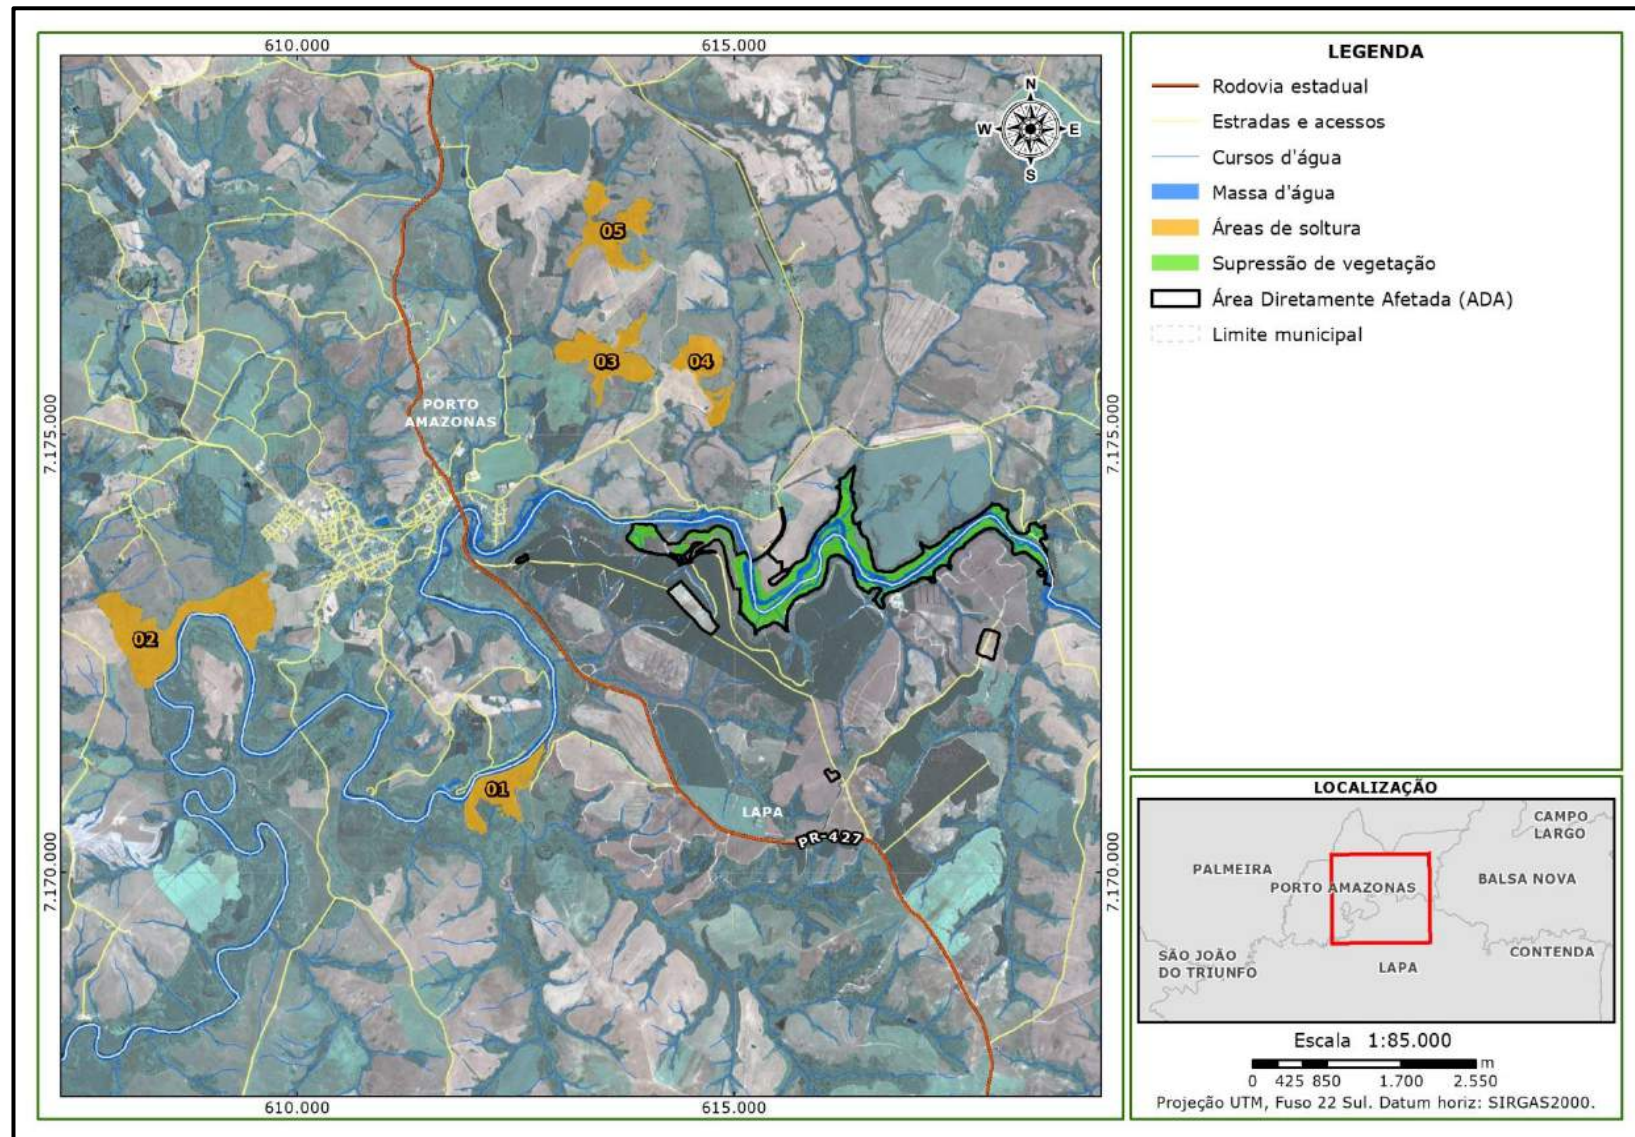 610.000
615.000
N
W
E
S
05
03
04
PORTO
AMAZONAS
7.175.000
7.175.000
02
01
LAPA
PR-427
7.170.000
7.170.000
610.000
615.000
LEGENDA
Rodovia estadual
Estradas e acessos
Cursos d'água
Massa d'água
Áreas de soltura
Supressão de vegetação
Área Diretamente Afetada (ADA)
Limite municipal
LOCALIZAÇÃO
CAMPO
LARGO
PALMEIRA
PORTO AMAZONAS
BALSA NOVA
SÃO JOÃO
DO TRIUNFO
LAPA
CONTENDA
Escala 1:85.000
m
0 425 850 1.700 2.550
Projeção UTM, Fuso 22 Sul. Datum horiz: SIRGAS2000.